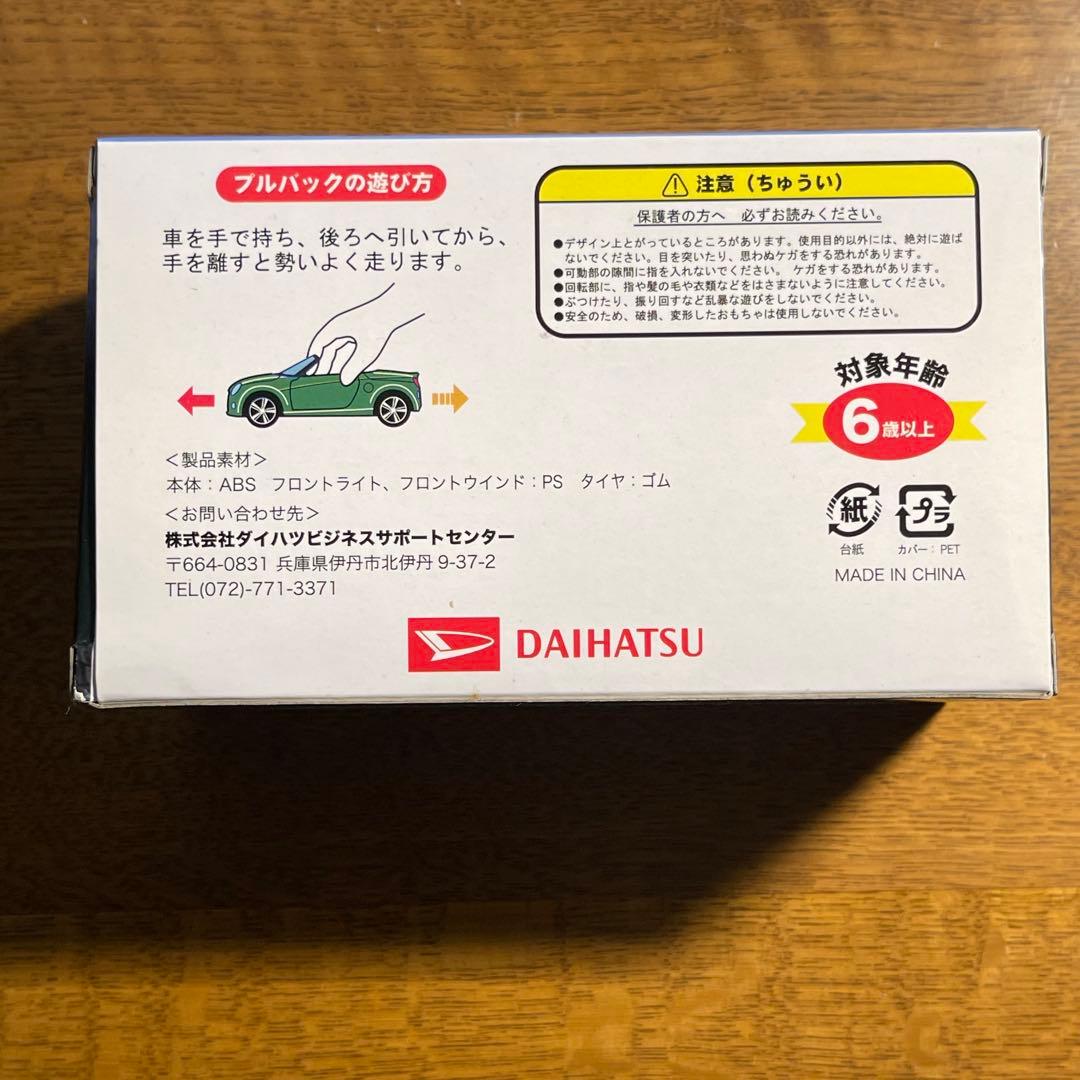 プルバックの遊び方
車を手で持ち、後ろへ引いてから、
手を離すと勢いよく走ります。
<製品素材>
本体:ABS フロントライト、フロントウインド:PS タイヤ:ゴム
<お問い合わせ先>
株式会社ダイハツビジネスサポートセンター
〒664-0831 兵庫県伊丹市北伊丹 9-37-2
TEL(072)-771-3371
注意(ちゅうい)
保護者の方へ 必ずお読みください。
●デザイン上とがっているところがあります。使用目的以外には、絶対に遊ば
ないでください。目を突いたり、思わぬケガをする恐れがあります。
●可動部の隙間に指を入れないでください。 ケガをする恐れがあります。
●回転部に、指や髪の毛や衣類などをはさまないように注意してください。
●ぶつけたり、振り回すなど乱暴な遊びをしないでください。
●安全のため、破損、変形したおもちゃは使用しないでください。
対象年齢
6歳以上
紙
台紙
プラ
カバー:PET
MADE IN CHINA
DAIHATSU